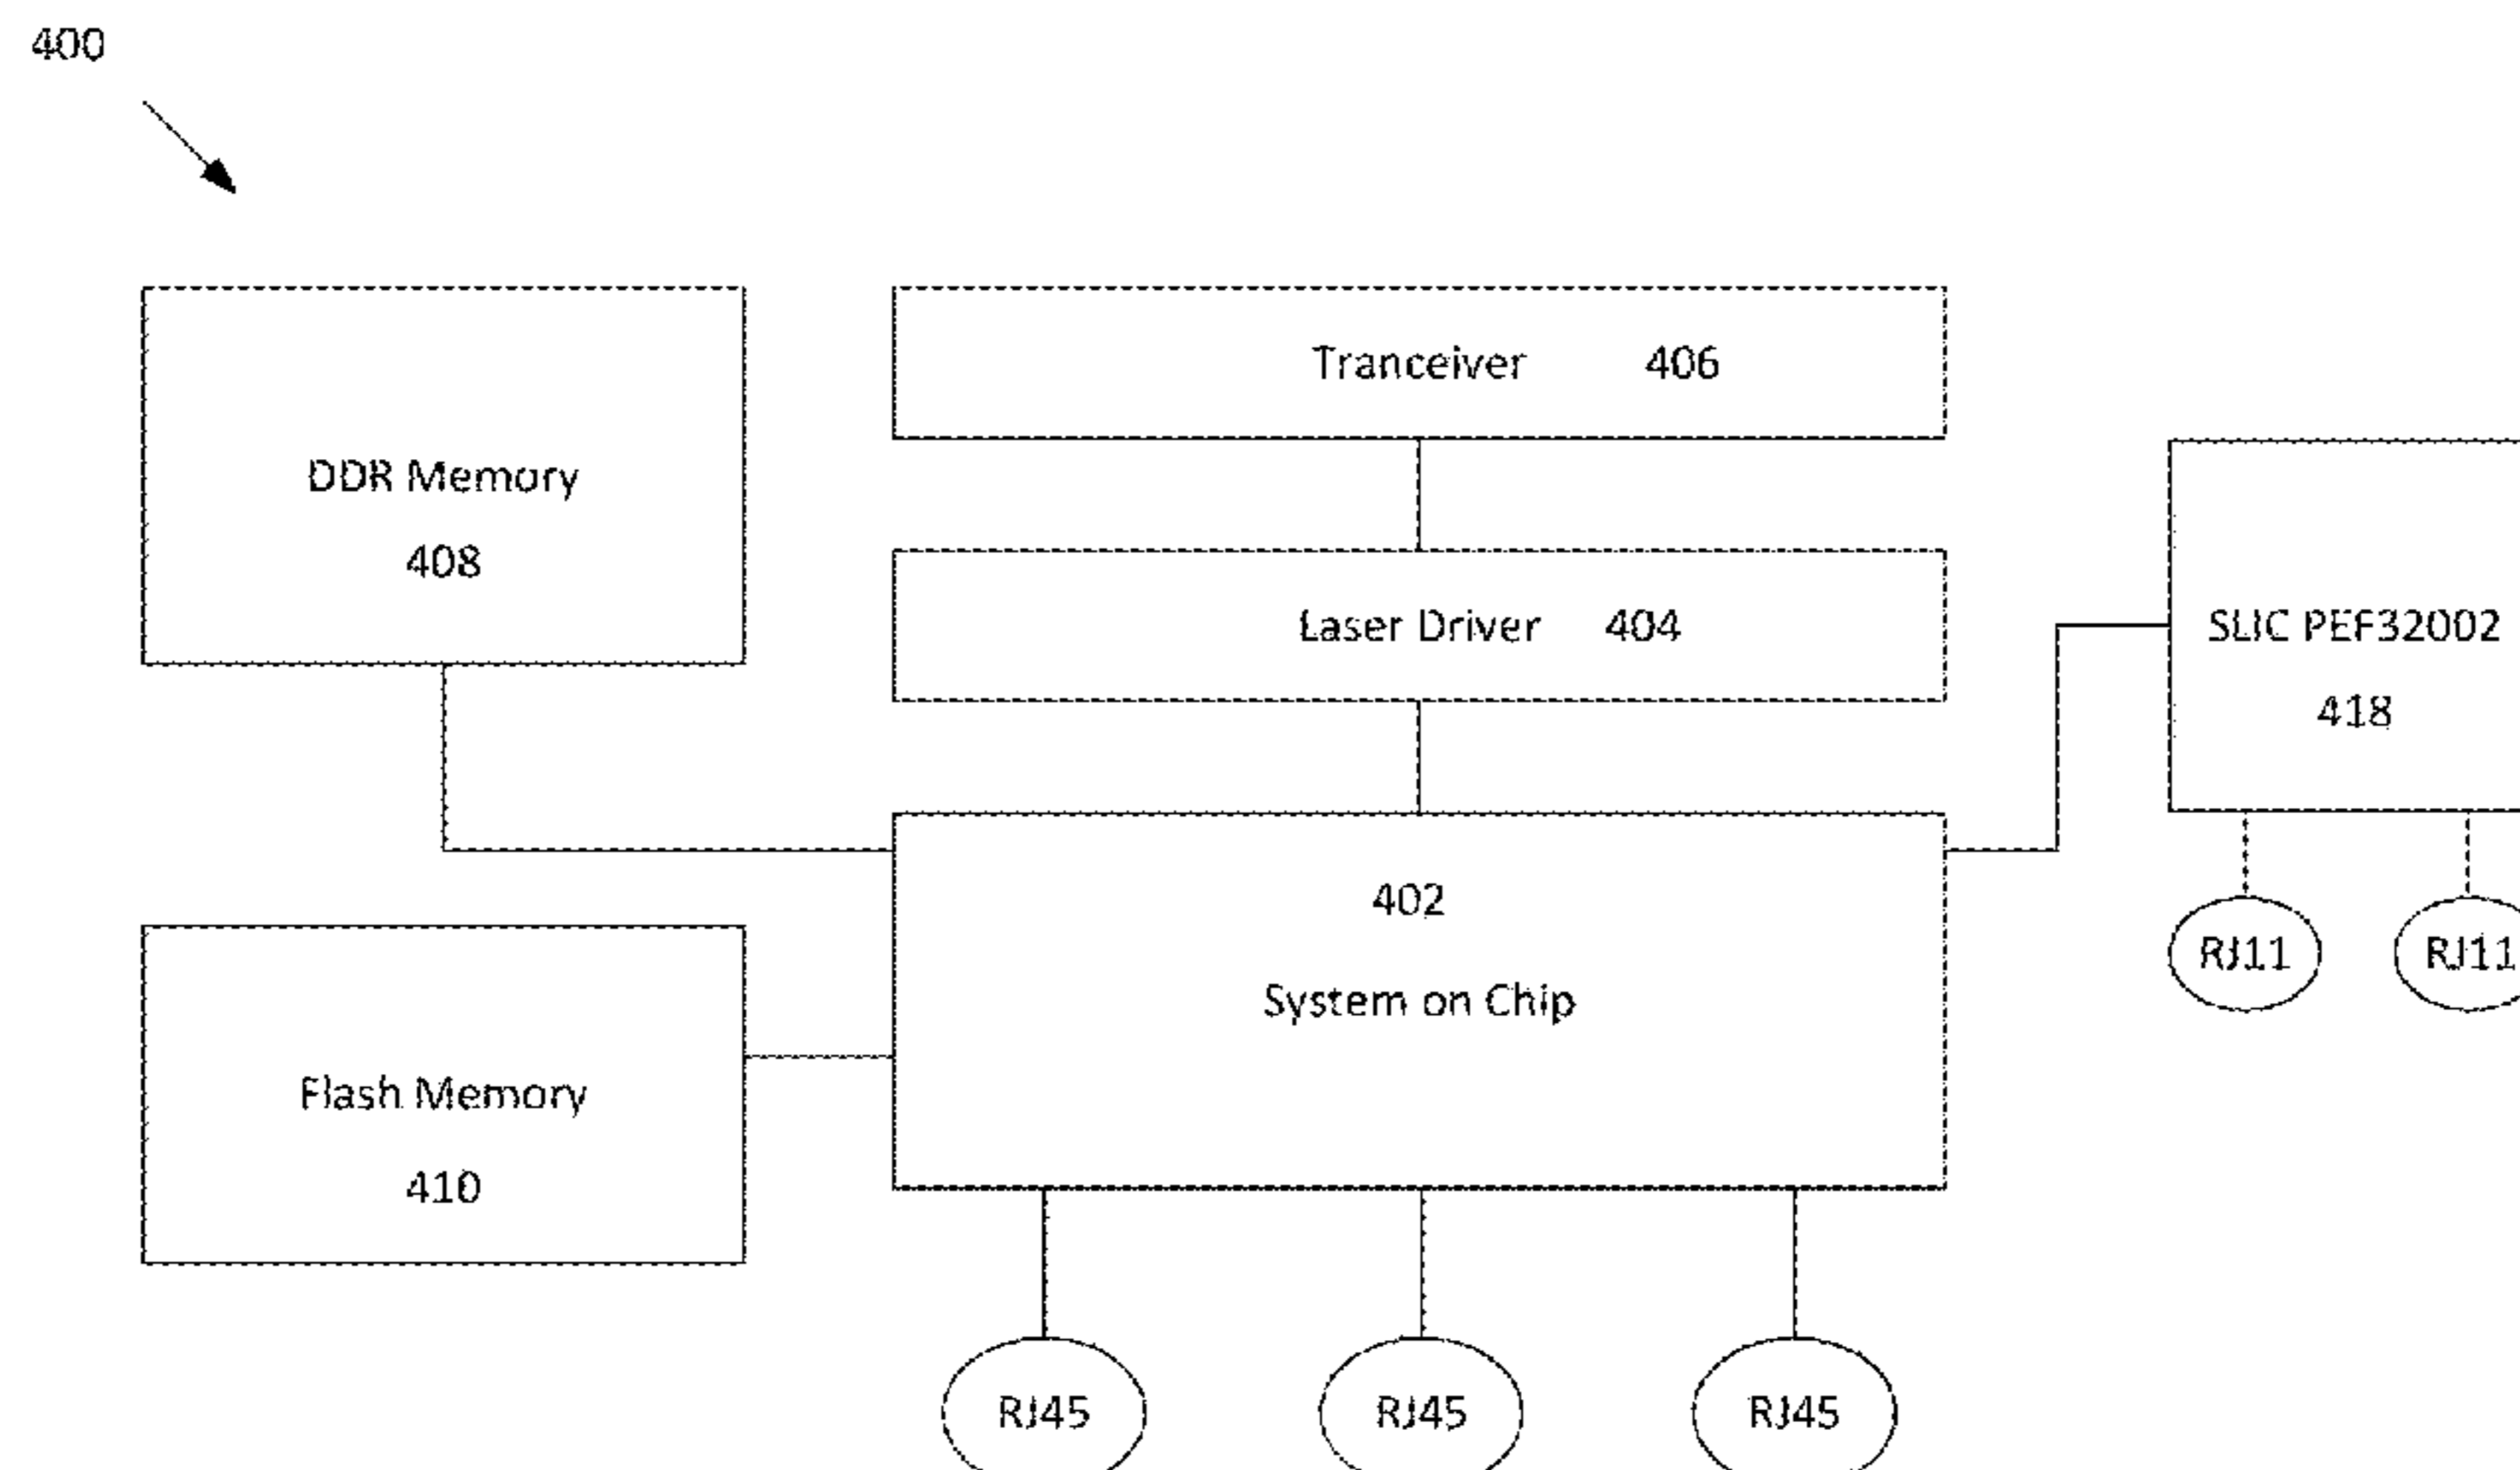 400
Tranceiver 406
DDR Memory
408
Laser Driver 404
SLIC PEF32002
418
402
System on Chip
RJ11
RJ11
Flash Memory
410
RJ45
RJ45
RJ45